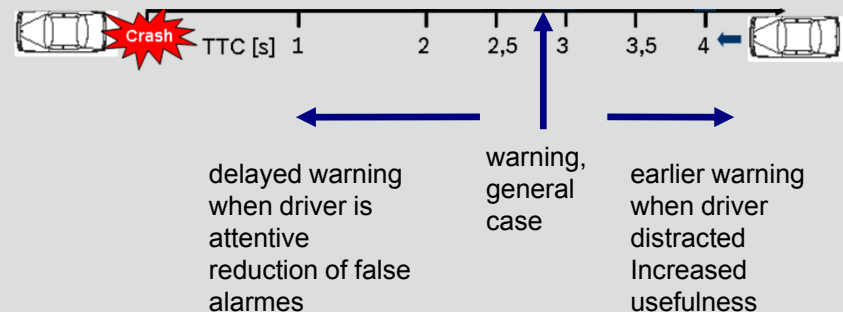 Crash
TTC [s] 1 2 2,5 3 3,5 4
delayed warning
when driver is
attentive
reduction of false
alarmes
warning,
general
case
earlier warning
when driver
distracted
Increased
usefulness